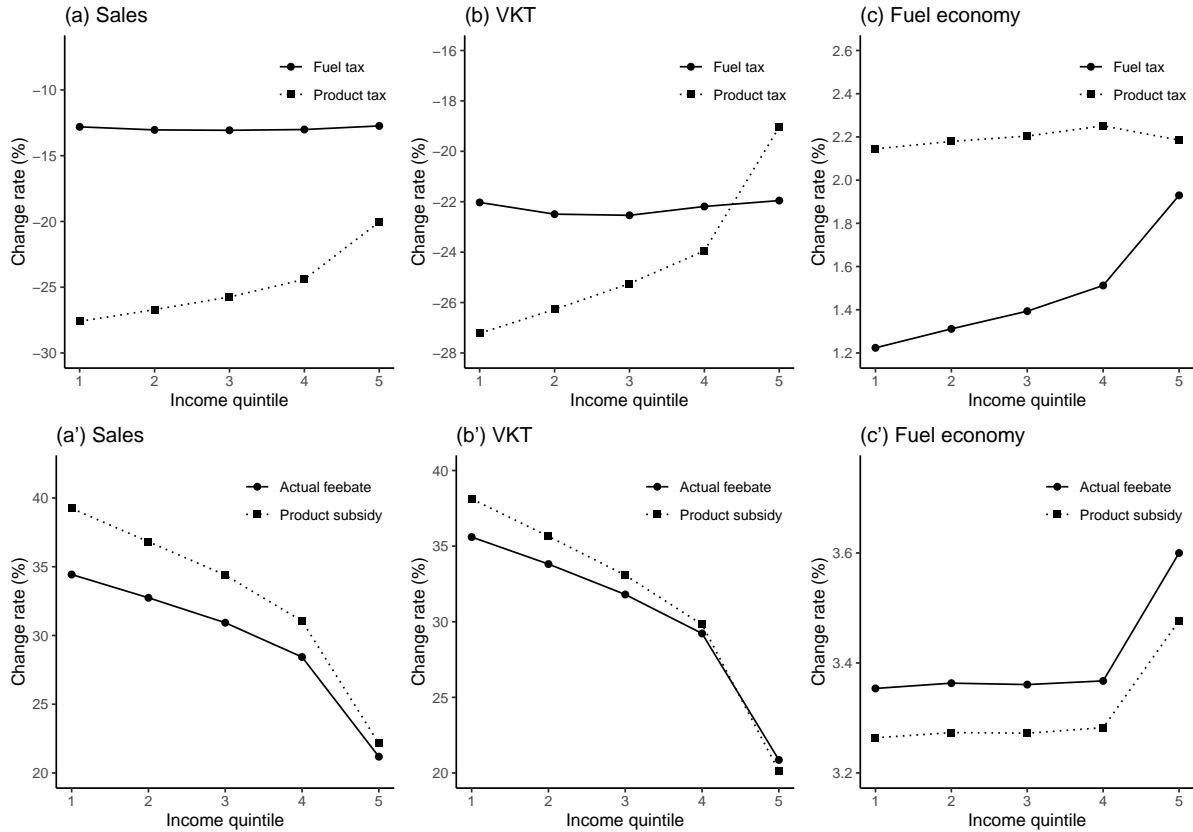 (a) Sales
Fuel tax
Product tax
Change rate (%)
−10
−15
−20
−25
−30
1 2 3 4 5
Income quintile
(b) VKT
Fuel tax
Product tax
Change rate (%)
−16
−18
−20
−22
−24
−26
−28
1 2 3 4 5
Income quintile
(c) Fuel economy
Fuel tax
Product tax
Change rate (%)
2.6
2.4
2.2
2.0
1.8
1.6
1.4
1.2
1 2 3 4 5
Income quintile
(a') Sales
Actual feebate
Product subsidy
Change rate (%)
40
35
30
25
20
1 2 3 4 5
Income quintile
(b') VKT
Actual feebate
Product subsidy
Change rate (%)
40
35
30
25
20
1 2 3 4 5
Income quintile
(c') Fuel economy
Actual feebate
Product subsidy
Change rate (%)
3.6
3.4
3.2
1 2 3 4 5
Income quintile